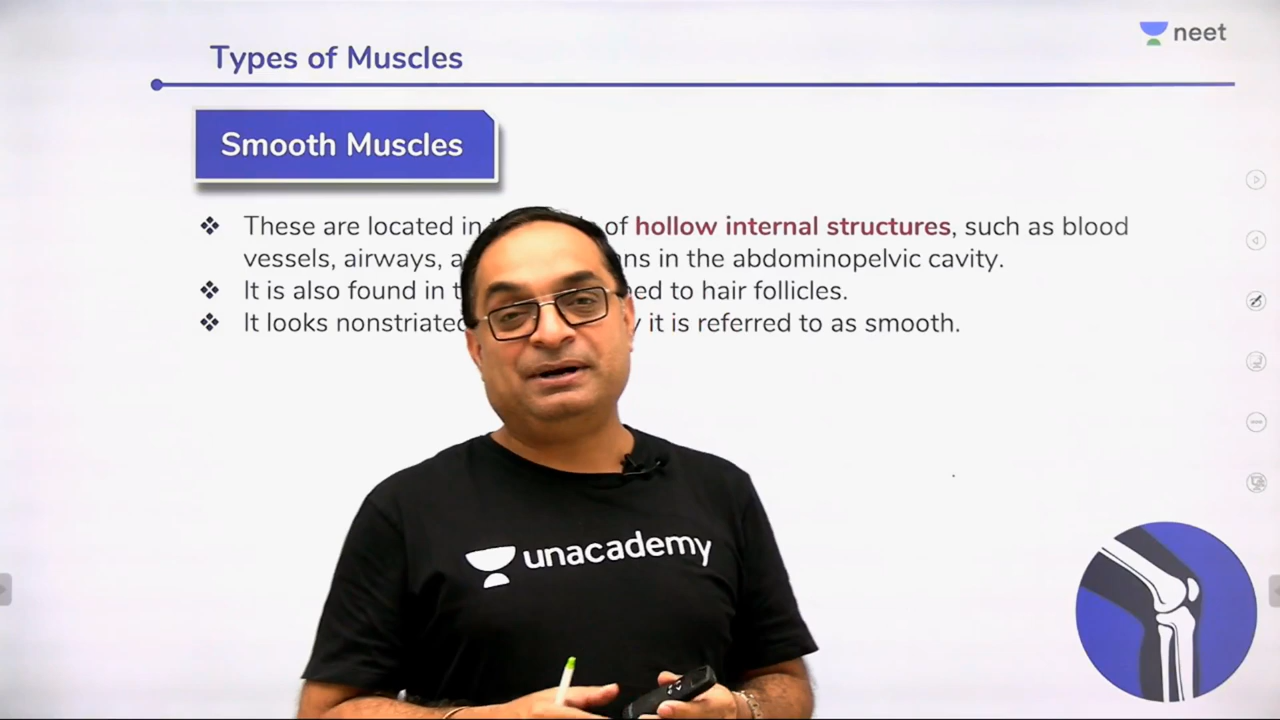 neet
Types of Muscles
Smooth Muscles
❖ These are located in of hollow internal structures, such as blood
vessels, airways, in the abdominopelvic cavity.
❖ It is also found in to hair follicles.
❖ It looks nonstriated it is referred to as smooth.
unacademy